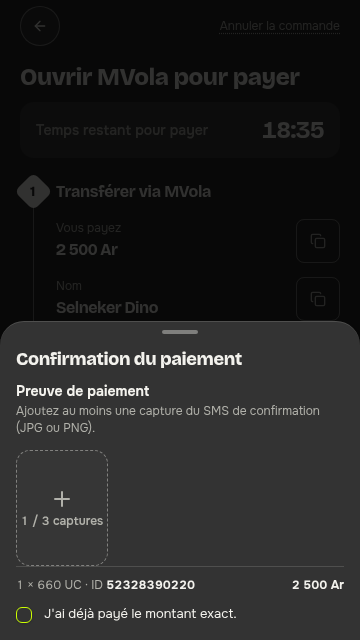 Annuler la commande
Ouvrir MVola pour payer
Temps restant pour payer 18:35
1 Transférer via MVola
Vous payez
2 500 Ar
Nom
Selneker Dino
Confirmation du paiement
Preuve de paiement
Ajoutez au moins une capture du SMS de confirmation
(JPG ou PNG).
1 / 3 captures
1 × 660 UC · ID 52328390220 2 500 Ar
J'ai déjà payé le montant exact.